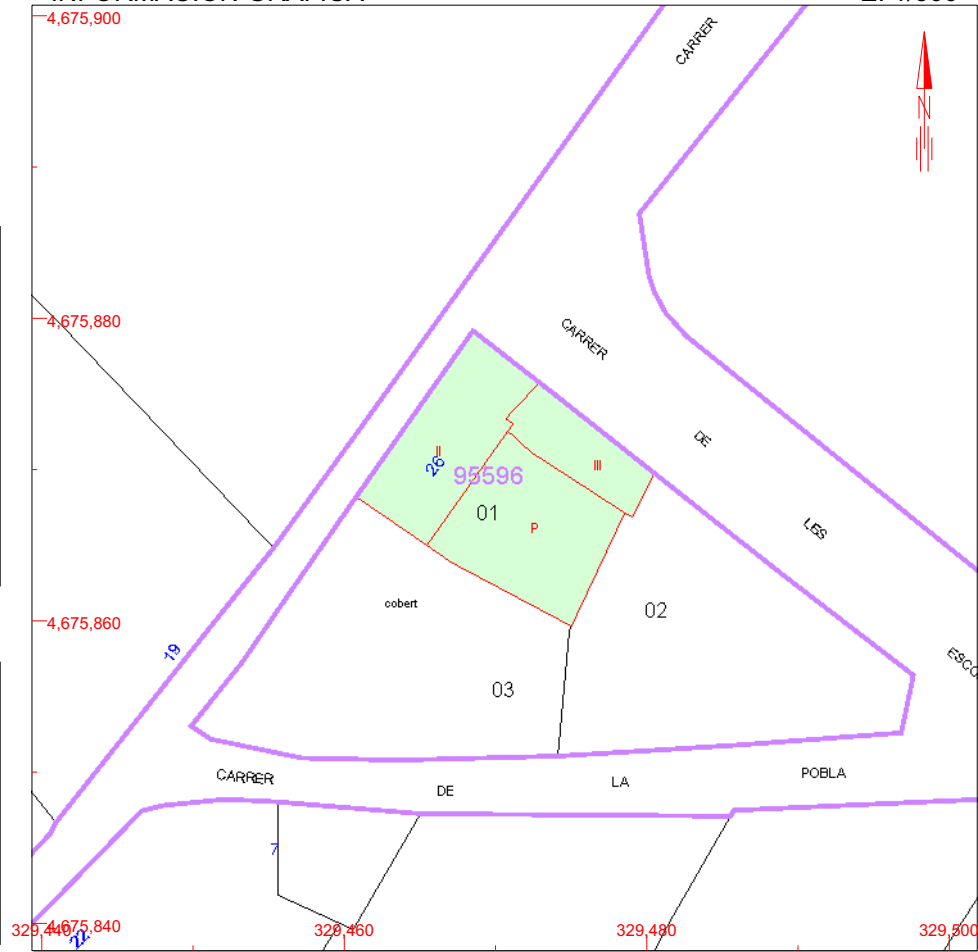 4,675,900
CARRER
N
4,675,880
CARRER
II
26
95596
III
DE
01
P
LES
cobert
02
4,675,860
19
ESCO
03
CARRER
DE
LA
POBLA
7
4,675,840
22
329,440
329,460
329,480
329,500